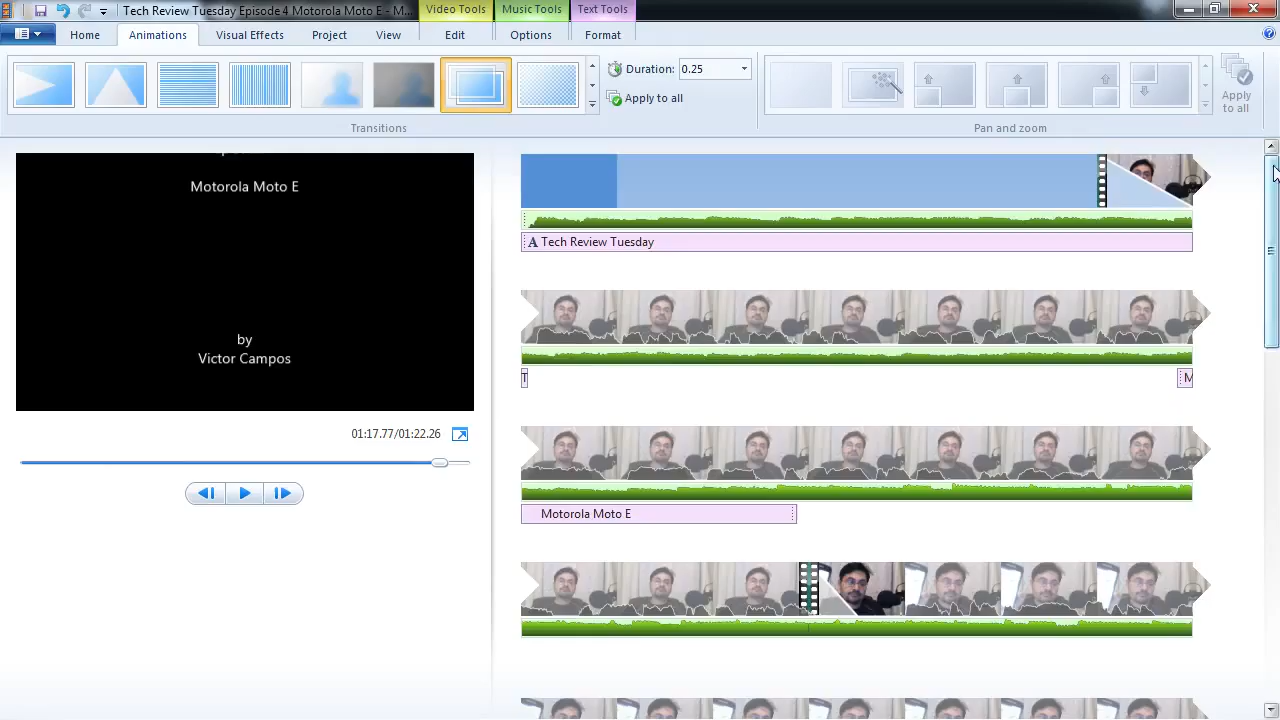 Tech Review Tuesday Episode 4 Motorola Moto E - M...
Video Tools
Music Tools
Text Tools
Home
Animations
Visual Effects
Project
View
Edit
Options
Format
Duration: 0.25
Apply to all
Apply
to all
Transitions
Pan and zoom
Motorola Moto E
by
Victor Campos
01:17.77/01:22.26
A Tech Review Tuesday
T
M
Motorola Moto E